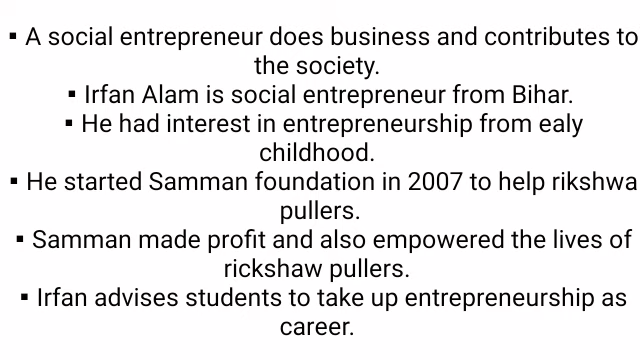 ▪ A social entrepreneur does business and contributes to
the society.
▪ Irfan Alam is social entrepreneur from Bihar.
▪ He had interest in entrepreneurship from ealy
childhood.
▪ He started Samman foundation in 2007 to help rikshwa
pullers.
▪ Samman made profit and also empowered the lives of
rickshaw pullers.
▪ Irfan advises students to take up entrepreneurship as
career.